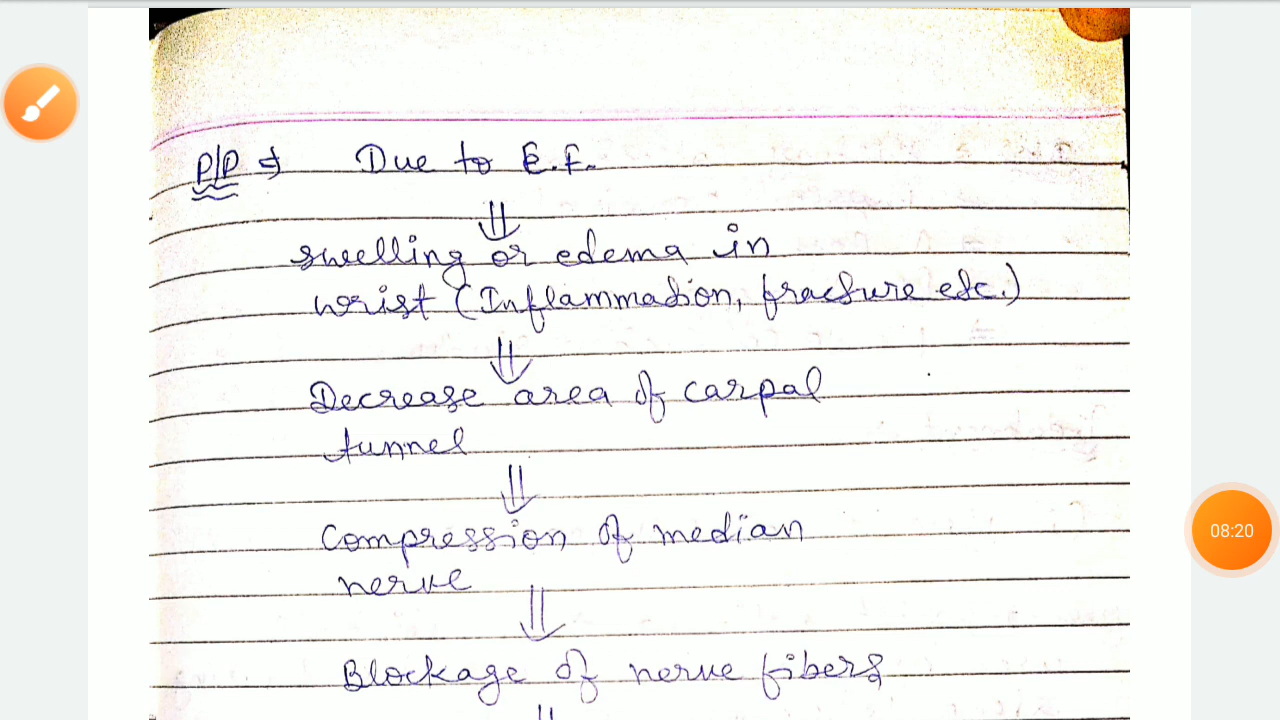 P/P ⇒ Due to E.F.
⇓
swelling or edema in
wrist (Inflammation, fracture etc.)
⇓
Decrease area of carpal
tunnel
⇓
Compression of median
nerve
⇓
Blockage of nerve fibers
08:20